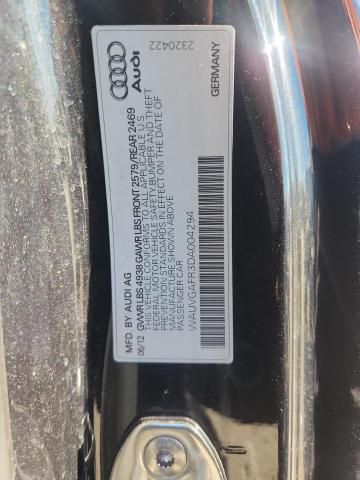 MFD. BY AUDI AG
06/12 GVWR LBS 4938 GAWR LBS FRONT 2579/REAR 2469
THIS VEHICLE CONFORMS TO ALL APPLICABLE U.S.
FEDERAL MOTOR VEHICLE SAFETY BUMPER AND THEFT
PREVENTION STANDARDS IN EFFECT ON THE DATE OF
MANUFACTURE SHOWN ABOVE
PASSENGER CAR
WAUVGAFR3DA004294
Audi
2320422
GERMANY